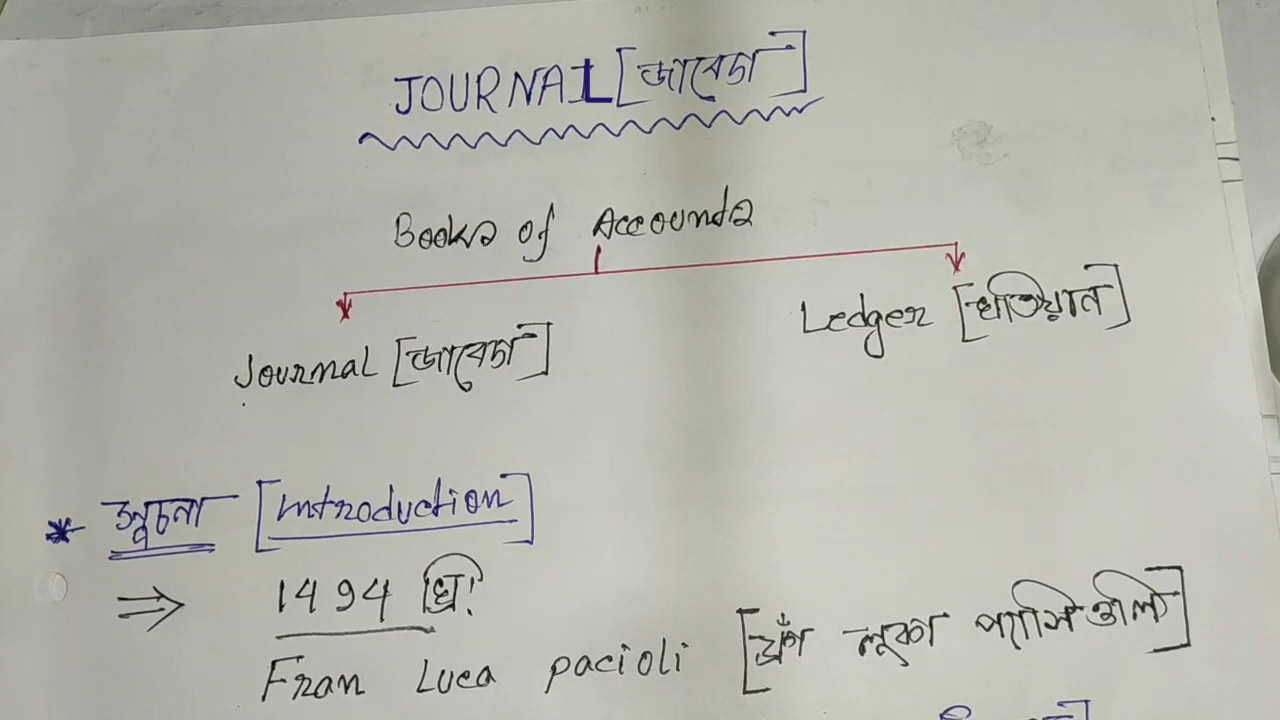 JOURNAL [জাবেদা]
Books of Accounts
Journal [জাবেদা]
Ledger [খতিয়ান]
* সূচনা [Introduction]
⇒ 1494 খ্রি:
Fran Luca pacioli [ফ্রাঁ লুকা প্যাসিওলি]